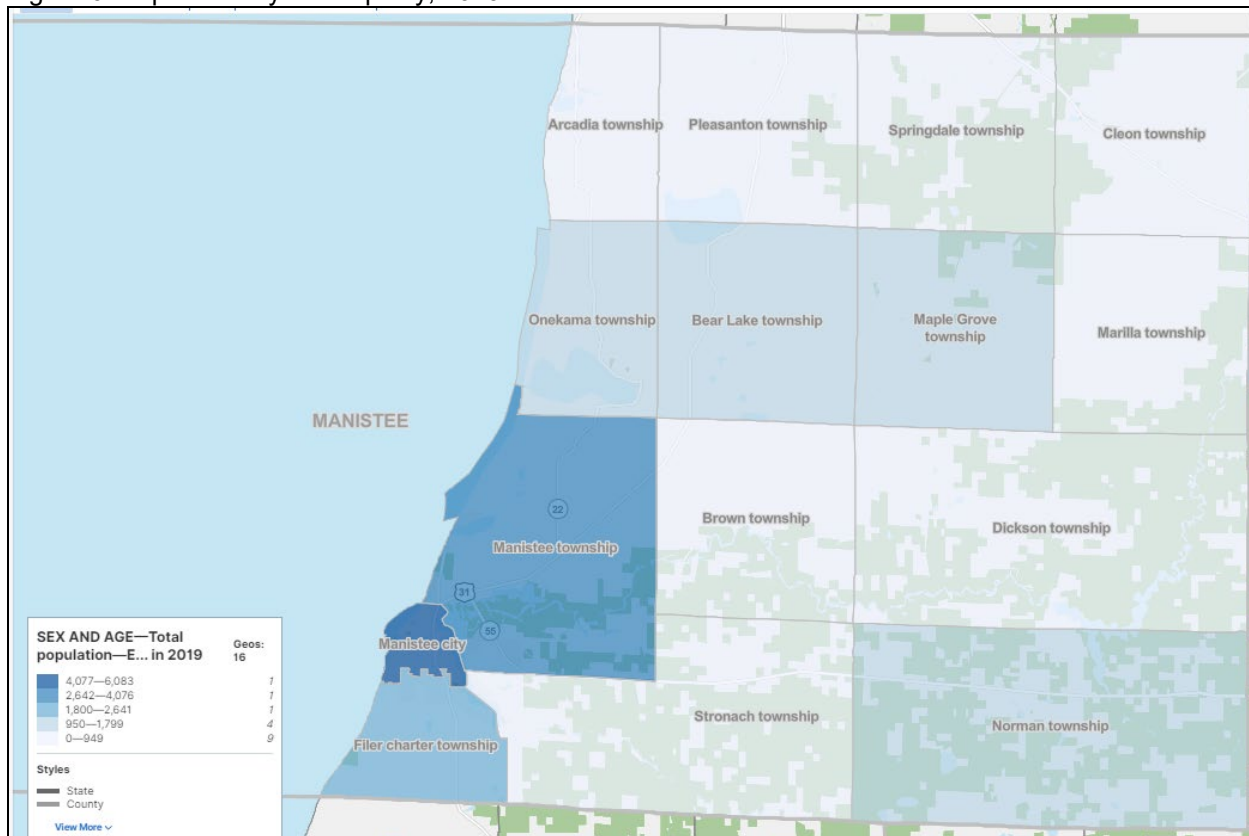 Arcadia township
Pleasanton township
Springdale township
Cleon township
Onekama township
Bear Lake township
Maple Grove
township
Marilla township
MANISTEE
22
Brown township
Dickson township
Manistee township
31
55
Manistee city
Stronach township
Norman township
Filer charter township
SEX AND AGE—Total
population—E... in 2019
Geos:
16
4,077—6,083 1
2,642—4,076 1
1,800—2,641 1
950—1,799 4
0—949 9
Styles
State
County
View More